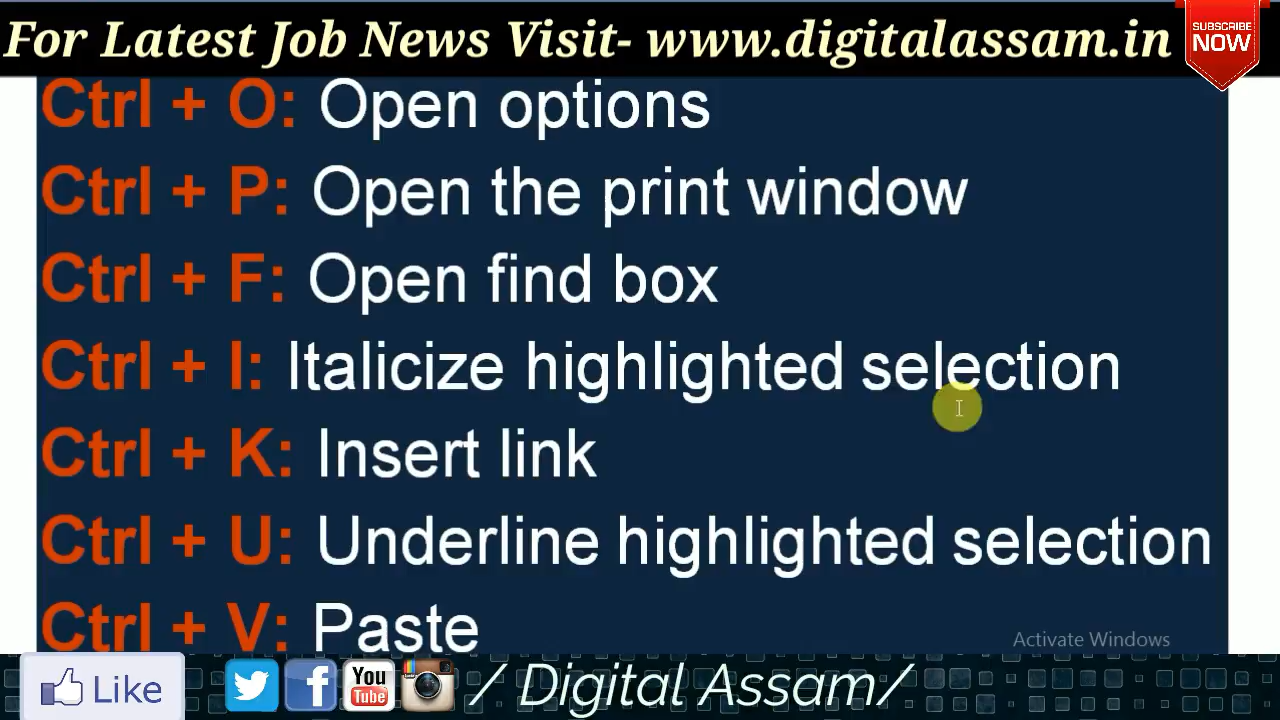 For Latest Job News Visit- www.digitalassam.in
SUBSCRIBE
NOW
Ctrl + O: Open options
Ctrl + P: Open the print window
Ctrl + F: Open find box
Ctrl + I: Italicize highlighted selection
Ctrl + K: Insert link
Ctrl + U: Underline highlighted selection
Ctrl + V: Paste
Activate Windows
Like
You
Tube
/ Digital Assam/